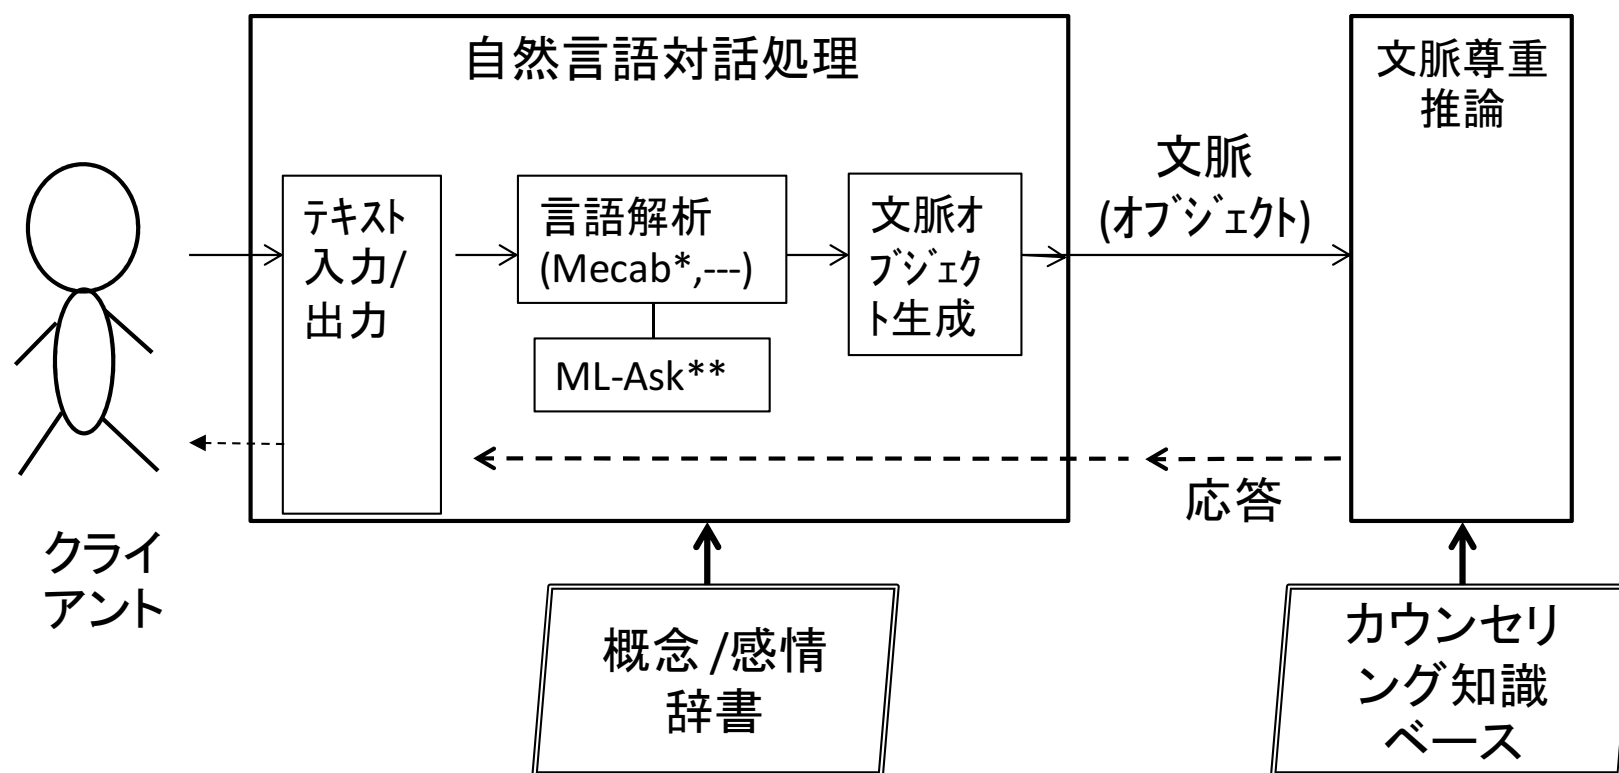 自然言語対話処理
文脈尊重
推論
文脈
(オブジェクト)
テキスト
入力/
出力
言語解析
(Mecab*,---)
文脈オ
ブジェク
ト生成
ML-Ask**
応答
クライ
アント
概念/感情
辞書
カウンセリ
ング知識
ベース